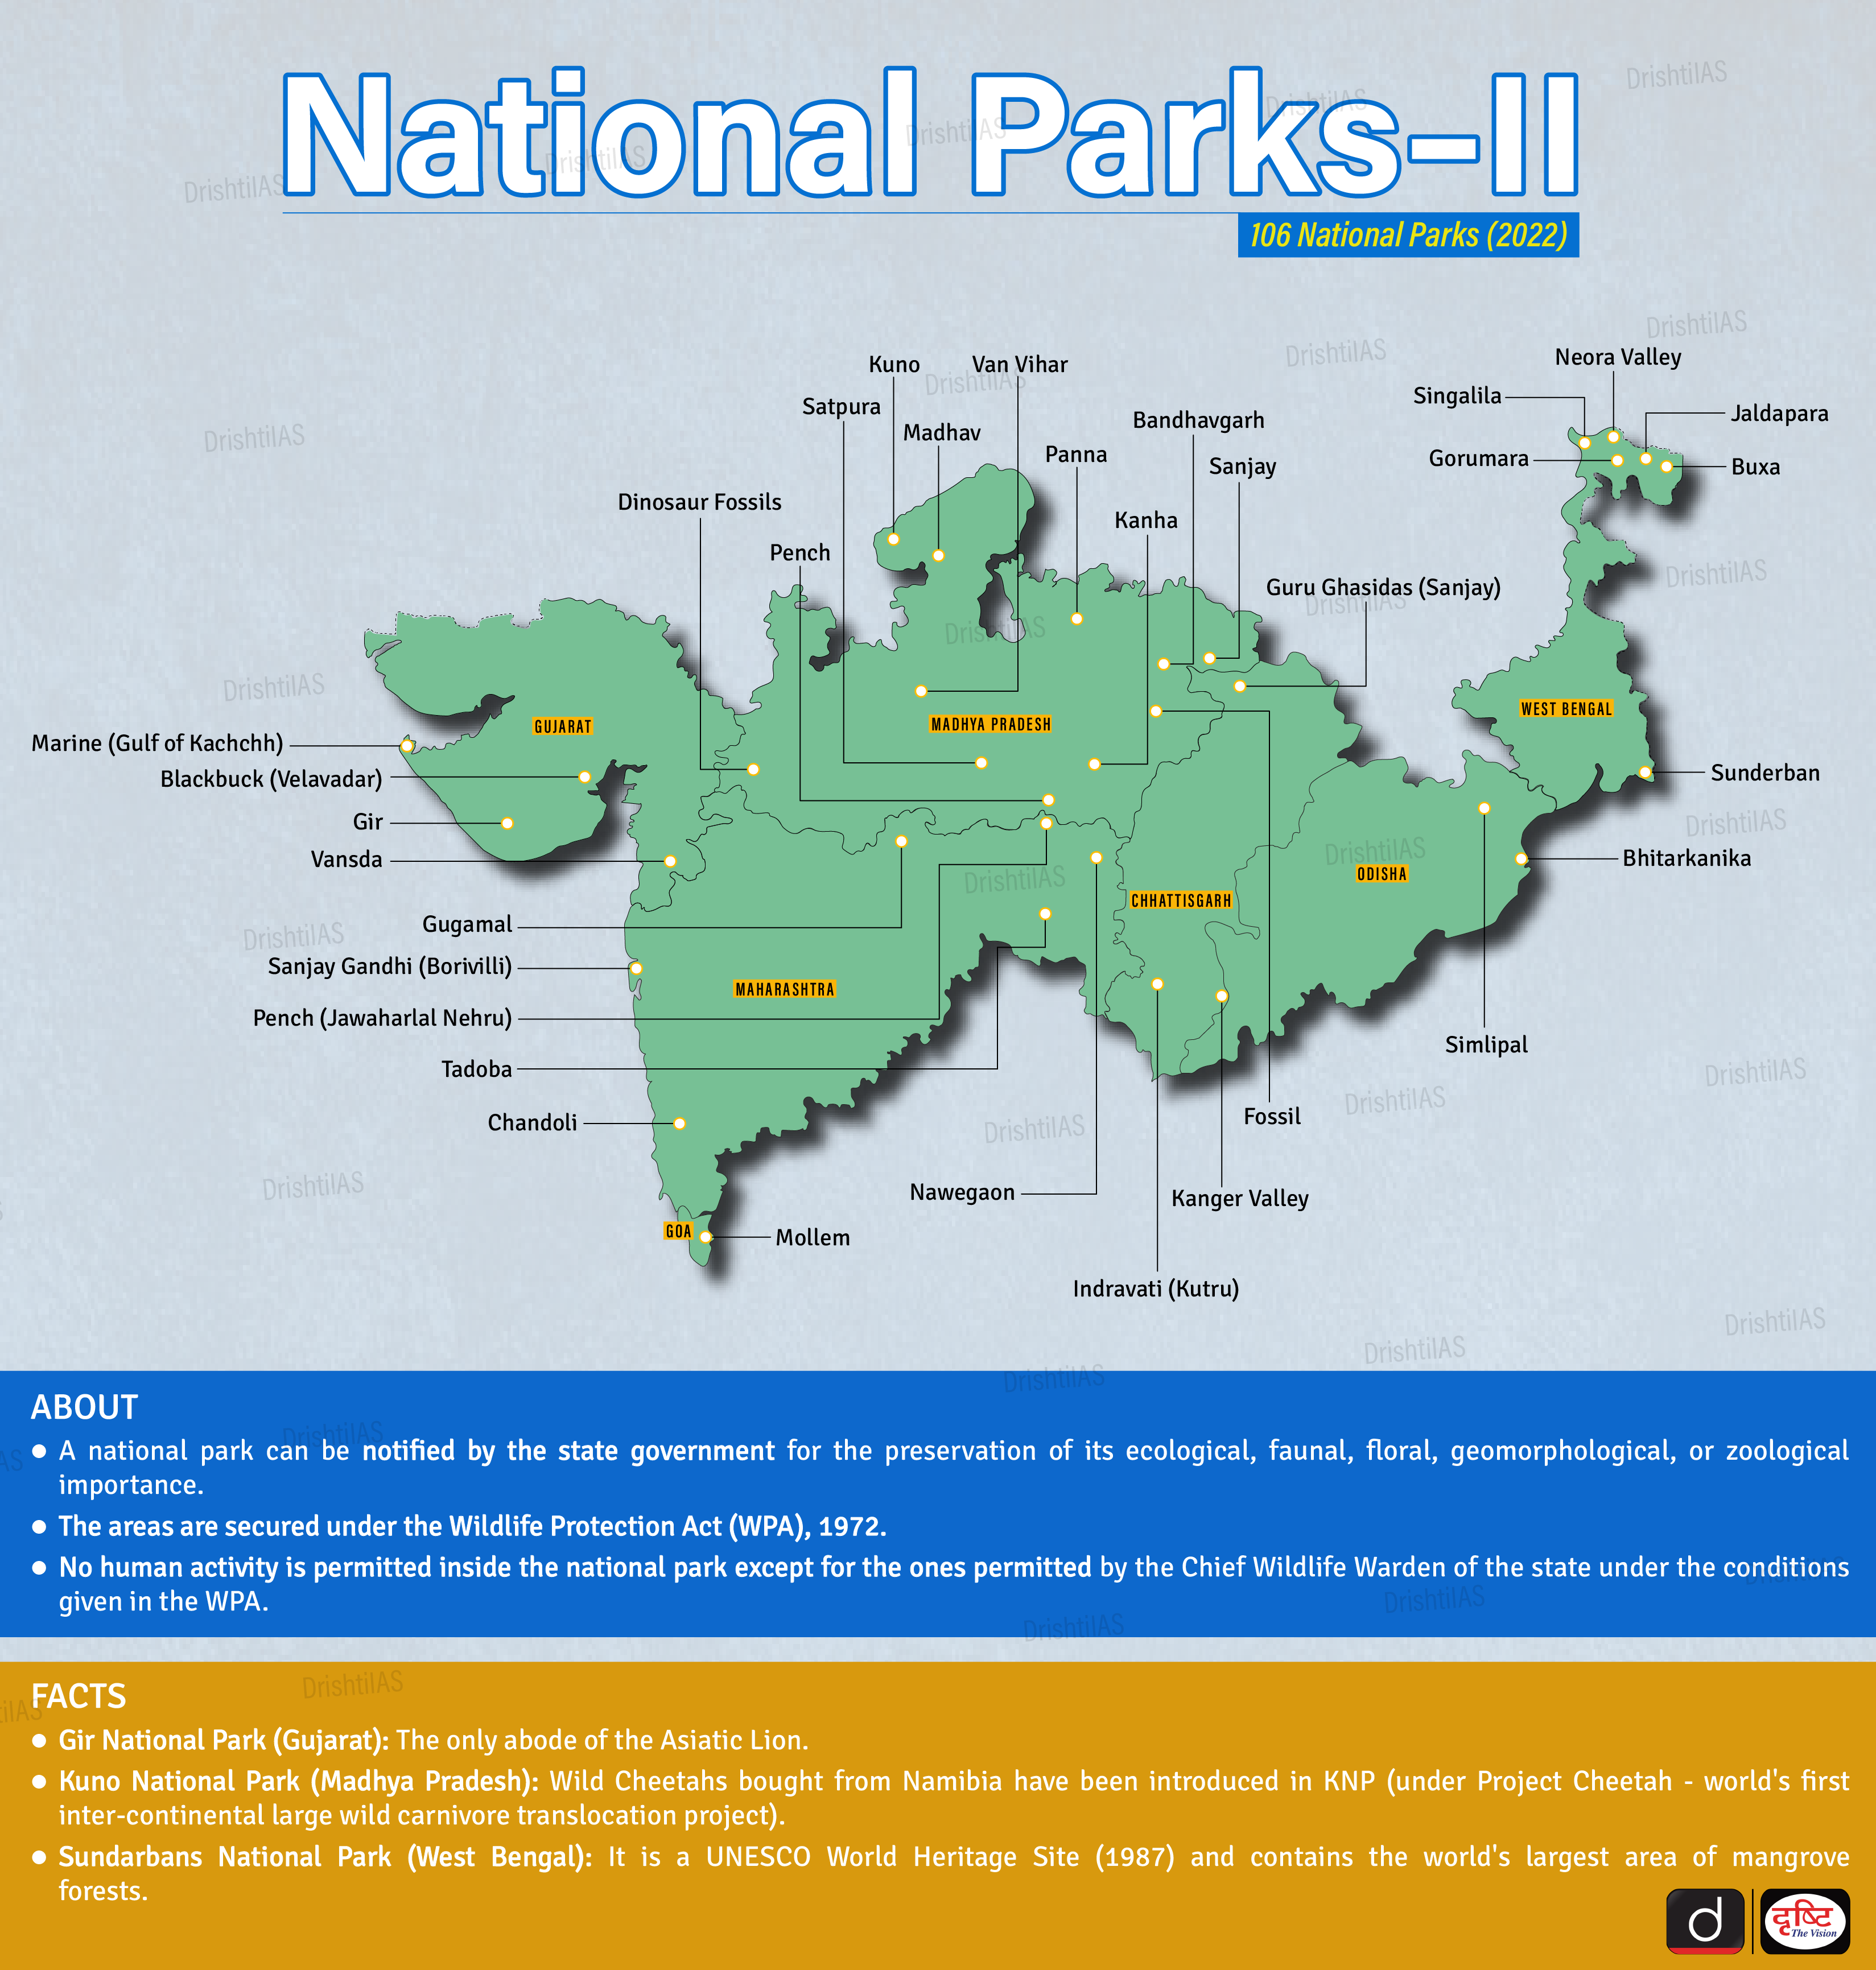 National Parks–II
106 National Parks (2022)
Kuno
Van Vihar
Satpura
Madhav
Panna
Bandhavgarh
Sanjay
Neora Valley
Singalila
Jaldapara
Gorumara
Buxa
Dinosaur Fossils
Pench
Kanha
Guru Ghasidas (Sanjay)
GUJARAT
MADHYA PRADESH
WEST BENGAL
Marine (Gulf of Kachchh)
Blackbuck (Velavadar)
Gir
Vansda
Sunderban
Bhitarkanika
ODISHA
CHHATTISGARH
Gugamal
Sanjay Gandhi (Borivilli)
MAHARASHTRA
Pench (Jawaharlal Nehru)
Tadoba
Simlipal
Chandoli
Fossil
Nawegaon
Kanger Valley
GOA
Mollem
Indravati (Kutru)
ABOUT
● A national park can be notified by the state government for the preservation of its ecological, faunal, floral, geomorphological, or zoological
importance.
● The areas are secured under the Wildlife Protection Act (WPA), 1972.
● No human activity is permitted inside the national park except for the ones permitted by the Chief Wildlife Warden of the state under the conditions
given in the WPA.
FACTS
● Gir National Park (Gujarat): The only abode of the Asiatic Lion.
● Kuno National Park (Madhya Pradesh): Wild Cheetahs bought from Namibia have been introduced in KNP (under Project Cheetah - world's first
inter-continental large wild carnivore translocation project).
● Sundarbans National Park (West Bengal): It is a UNESCO World Heritage Site (1987) and contains the world's largest area of mangrove
forests.
d
दृष्टि
The Vision
DrishtiIAS